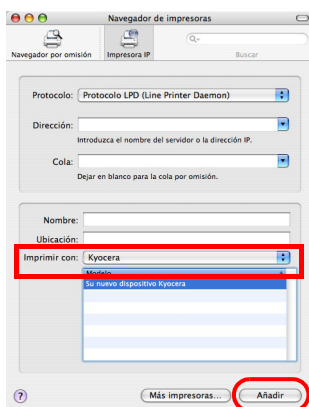 Navegador de impresoras
Navegador por omisión Impresora IP Buscar
Protocolo: Protocolo LPD (Line Printer Daemon)
Dirección:
Introduzca el nombre del servidor o la dirección IP.
Cola:
Dejar en blanco para la cola por omisión.
Nombre:
Ubicación:
Imprimir con: Kyocera
Modelo
Su nuevo dispositivo Kyocera
? Más impresoras... Añadir